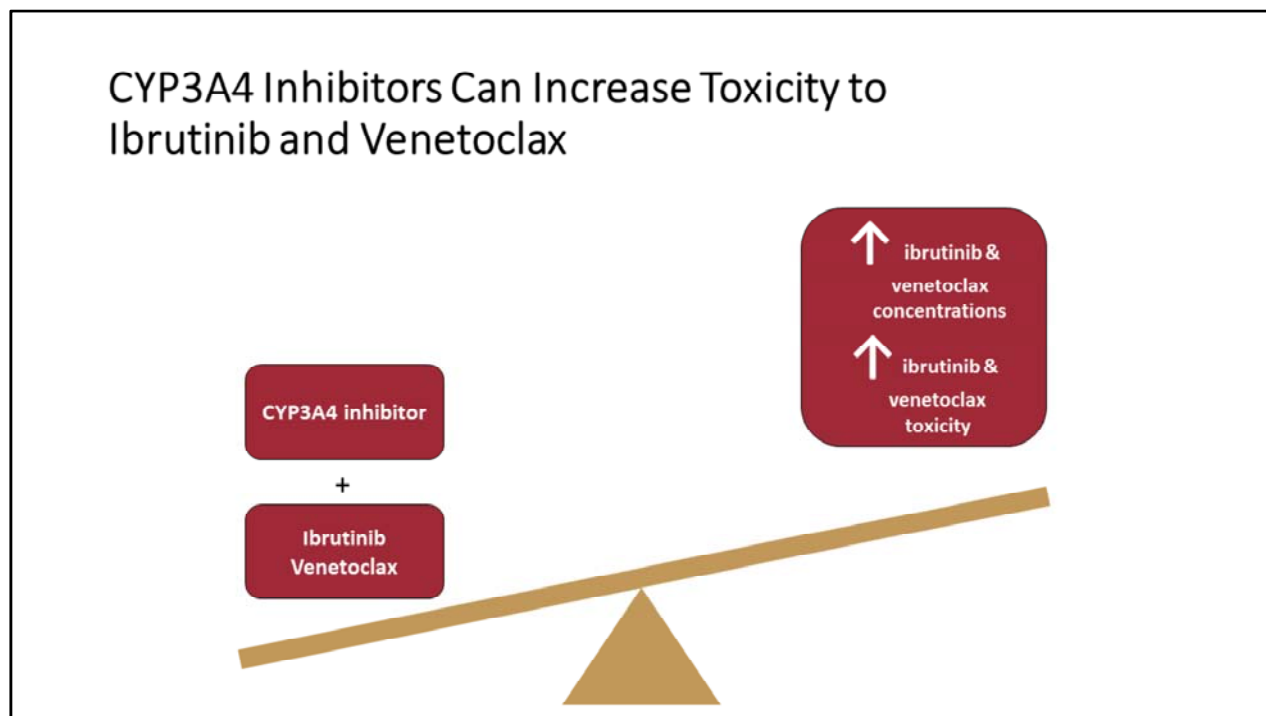 CYP3A4 Inhibitors Can Increase Toxicity to
Ibrutinib and Venetoclax
CYP3A4 inhibitor
+
Ibrutinib
Venetoclax
↑ ibrutinib &
venetoclax
concentrations
↑ ibrutinib &
venetoclax
toxicity